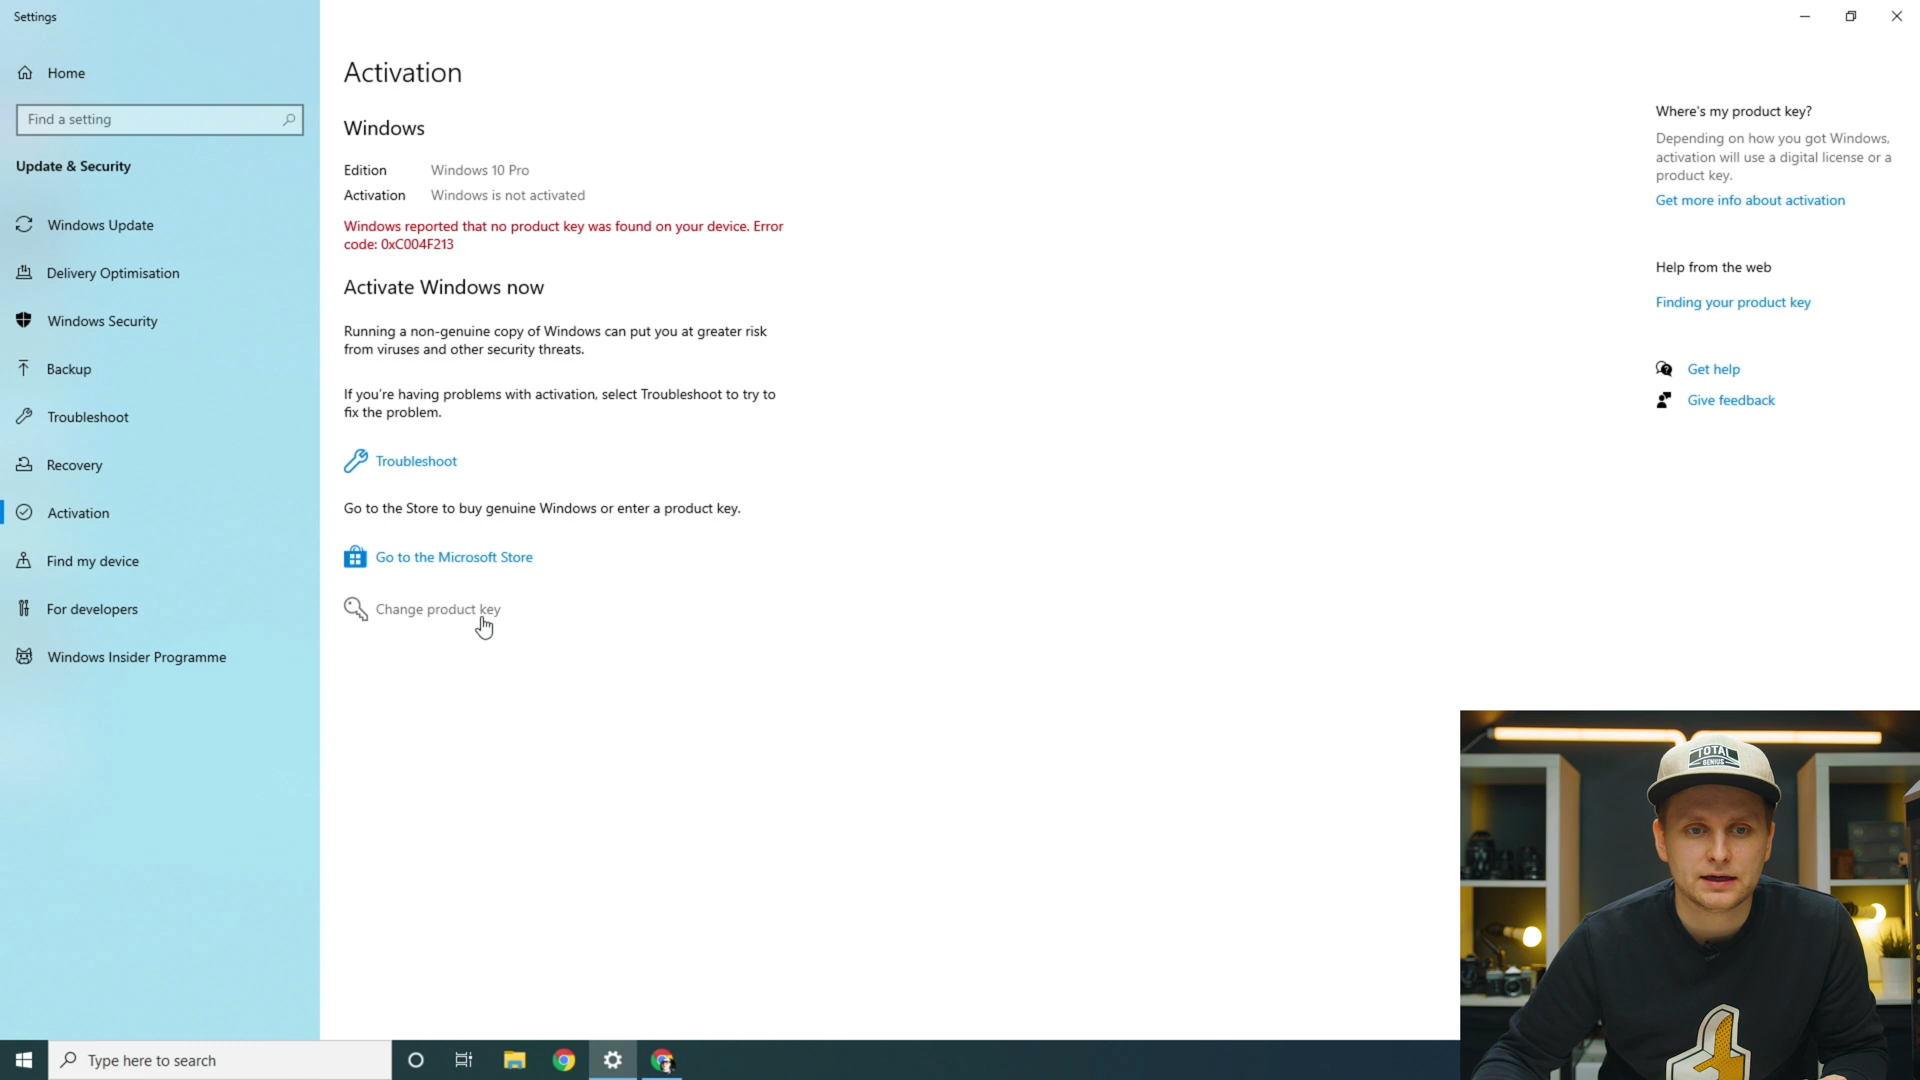 Settings
Home
Find a setting
Update & Security
Windows Update
Delivery Optimisation
Windows Security
Backup
Troubleshoot
Recovery
Activation
Find my device
For developers
Windows Insider Programme
Activation
Windows
Edition Windows 10 Pro
Activation Windows is not activated
Windows reported that no product key was found on your device. Error
code: 0xC004F213
Activate Windows now
Running a non-genuine copy of Windows can put you at greater risk
from viruses and other security threats.
If you're having problems with activation, select Troubleshoot to try to
fix the problem.
Troubleshoot
Go to the Store to buy genuine Windows or enter a product key.
Go to the Microsoft Store
Change product key
Where's my product key?
Depending on how you got Windows,
activation will use a digital license or a
product key.
Get more info about activation
Help from the web
Finding your product key
Get help
Give feedback
TOTAL
GENIUS
Type here to search